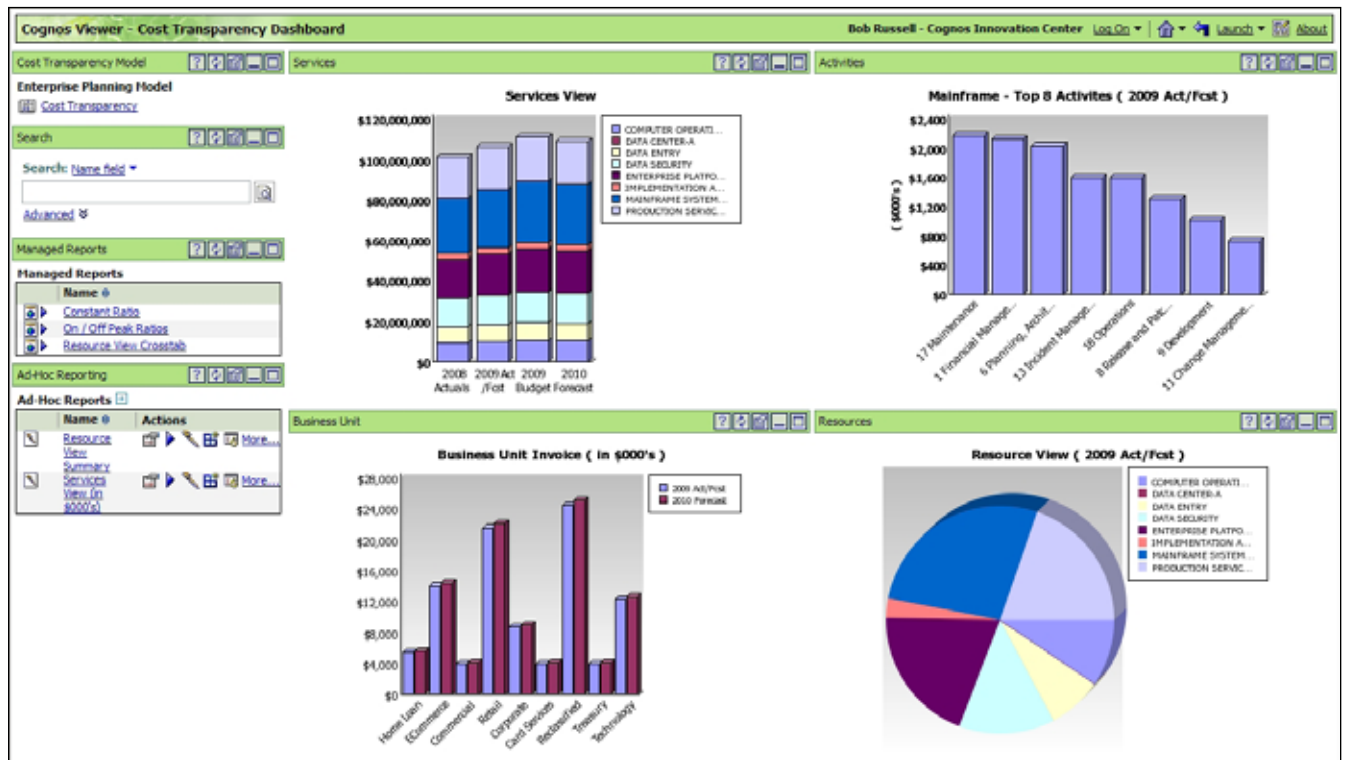 Cognos Viewer - Cost Transparency Dashboard
Bob Russell - Cognos Innovation Center Log On Launch About
Cost Transparency Model
Enterprise Planning Model
Cost Transparency
Search
Search: Name field
Advanced
Managed Reports
Managed Reports
Name
Constant Ratio
On / Off Peak Ratios
Resource View Crosstab
Ad-Hoc Reporting
Ad-Hoc Reports
Name Actions
Resource View Summary More...
Services View (in $000's) More...
Services
Services View
$120,000,000
$100,000,000
$80,000,000
$60,000,000
$40,000,000
$20,000,000
$0
2008 Actuals
2009 Act /Fcst
2009 Budget
2010 Forecast
COMPUTER OPERATI...
DATA CENTER-A
DATA ENTRY
DATA SECURITY
ENTERPRISE PLATFO...
IMPLEMENTATION A...
MAINFRAME SYSTEM...
PRODUCTION SERVIC...
Activities
Mainframe - Top 8 Activites ( 2009 Act/Fcst )
( $000's )
$2,400
$2,000
$1,600
$1,200
$800
$400
$0
17 Maintenance
1 Financial Manage...
6 Planning, Archit...
13 Incident Manage...
18 Operations
8 Release and Patc...
9 Development
11 Change Manageme...
Business Unit
Business Unit Invoice ( in $000's )
$28,000
$24,000
$20,000
$16,000
$12,000
$8,000
$4,000
$0
Home Loan
ECommerce
Commercial
Retail
Corporate
Card Services
Reclassified
Treasury
Technology
2009 Act/Fcst
2010 Forecast
Resources
Resource View ( 2009 Act/Fcst )
COMPUTER OPERATI...
DATA CENTER-A
DATA ENTRY
DATA SECURITY
ENTERPRISE PLATFO...
IMPLEMENTATION A...
MAINFRAME SYSTEM...
PRODUCTION SERVIC...